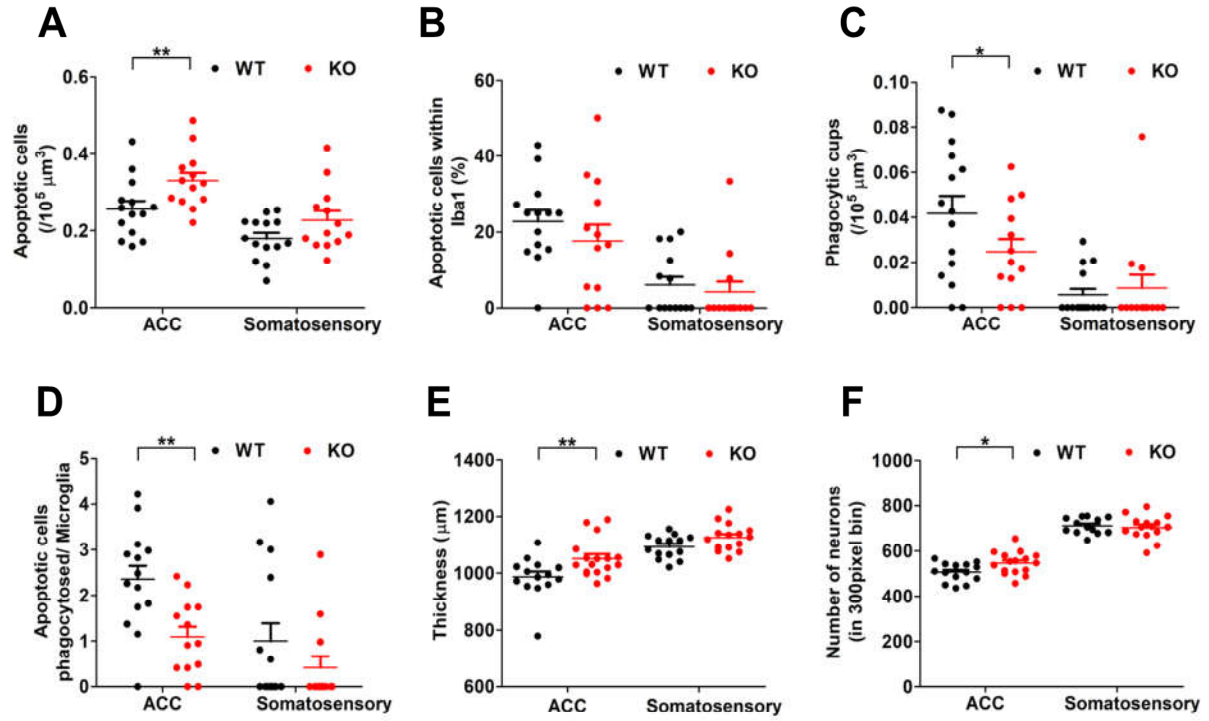 A
**
WT KO
Apoptotic cells
(/10⁵ µm³)
0.6
0.4
0.2
0.0
ACC Somatosensory
B
WT KO
Apoptotic cells within
Iba1 (%)
60
40
20
0
ACC Somatosensory
C
*
WT KO
Phagocytic cups
(/10⁵ µm³)
0.10
0.08
0.06
0.04
0.02
0.00
ACC Somatosensory
D
**
WT KO
Apoptotic cells
phagocytosed/ Microglia
5
4
3
2
1
0
ACC Somatosensory
E
**
WT KO
Thickness (µm)
1400
1200
1000
800
600
ACC Somatosensory
F
*
WT KO
Number of neurons
(in 300pixel bin)
1000
800
600
400
200
0
ACC Somatosensory